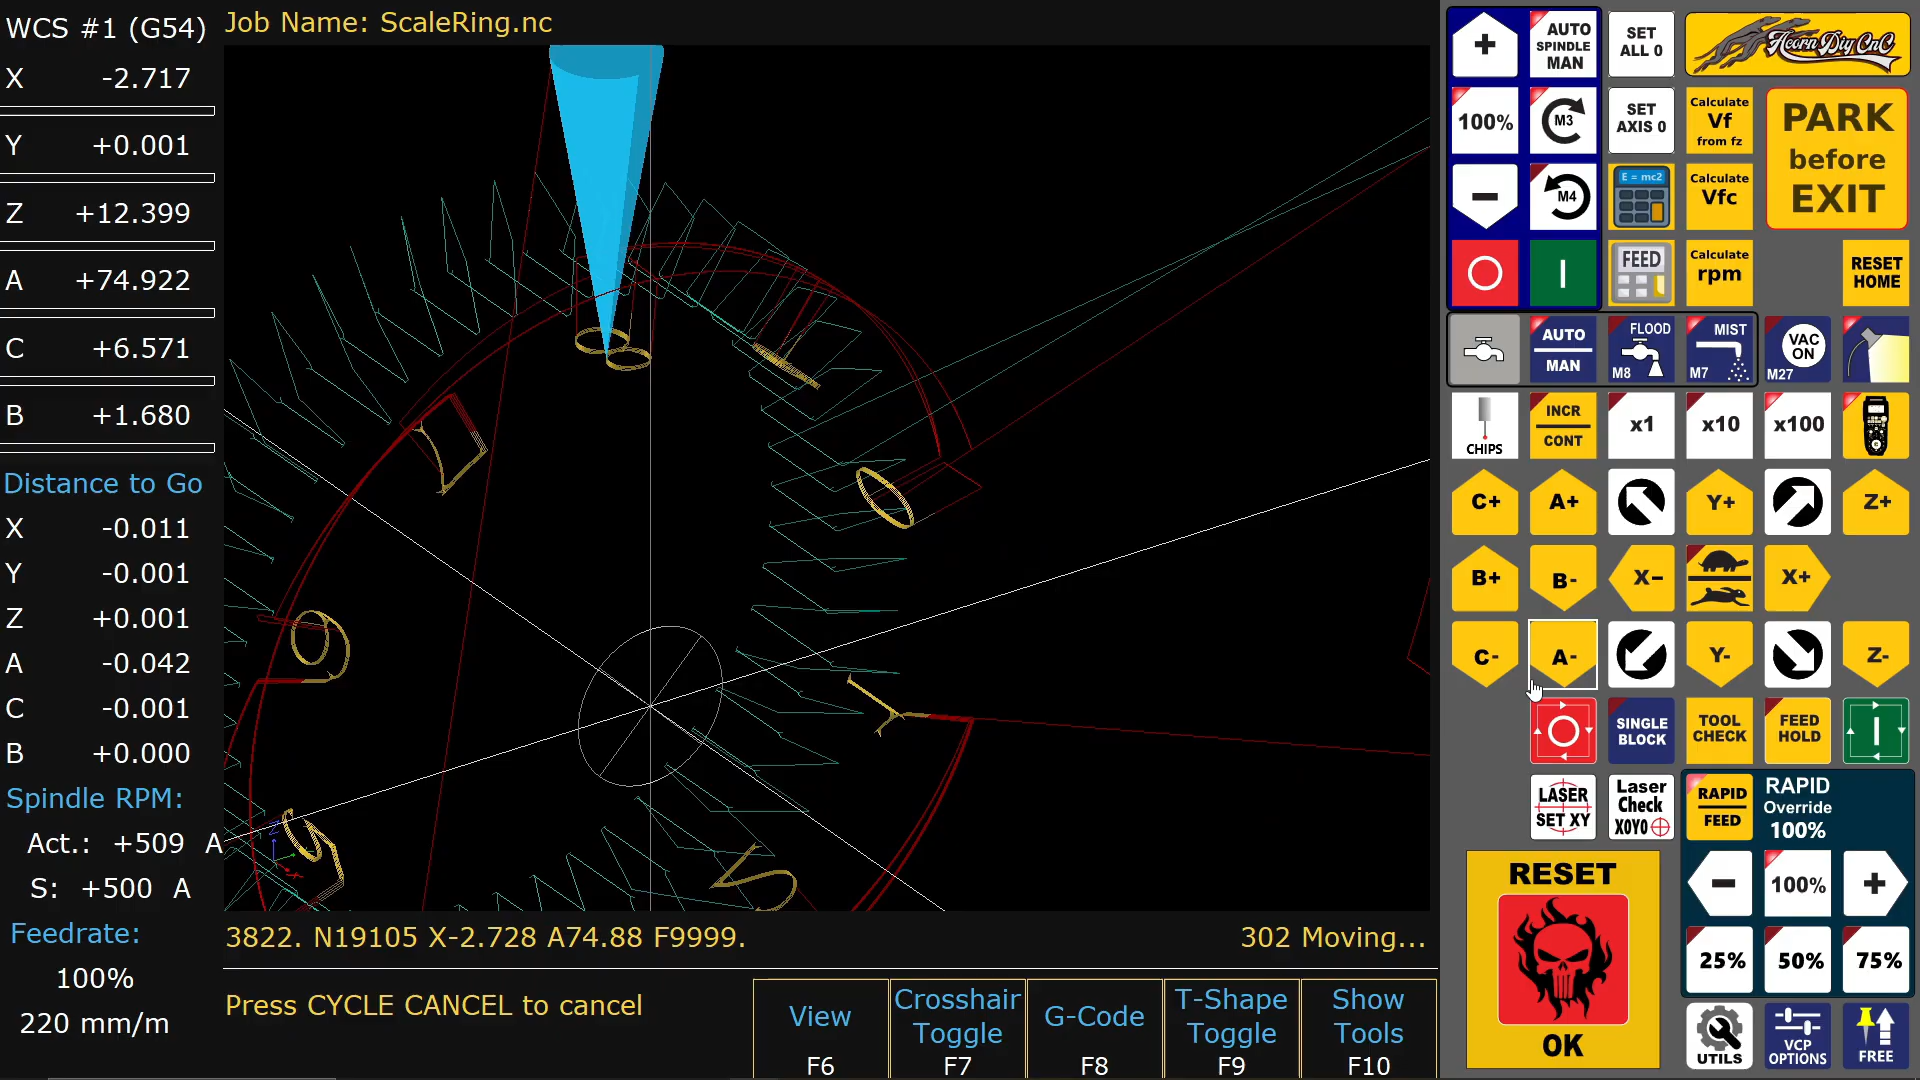 WCS #1 (G54)
X -2.717
Y +0.001
Z +12.399
A +74.922
C +6.571
B +1.680
Distance to Go
X -0.011
Y -0.001
Z +0.001
A -0.042
C -0.001
B +0.000
Spindle RPM:
Act.: +509 A
S: +500 A
Feedrate:
100%
220 mm/m
Job Name: ScaleRing.nc
Z
3822. N19105 X-2.728 A74.88 F9999.
302 Moving...
Press CYCLE CANCEL to cancel
View
F6
Crosshair
Toggle
F7
G-Code
F8
T-Shape
Toggle
F9
Show
Tools
F10
+
AUTO
SPINDLE
MAN
SET
ALL 0
Acorn Diy CnC
100%
M3
SET
AXIS 0
Calculate
Vf
from fz
PARK
before
EXIT
M4
E = mc2
Calculate
Vfc
FEED
Calculate
rpm
RESET
HOME
AUTO
MAN
FLOOD
M8
MIST
M7
VAC
ON
M27
CHIPS
INCR
CONT
x1
x10
x100
C+
A+
Y+
Z+
B+
B-
X-
X+
C-
A-
Y-
Z-
SINGLE
BLOCK
TOOL
CHECK
FEED
HOLD
LASER
SET XY
Laser
Check
X0Y0
RAPID
FEED
RAPID
Override
100%
RESET
OK
-
100%
+
25%
50%
75%
UTILS
VCP
OPTIONS
FREE